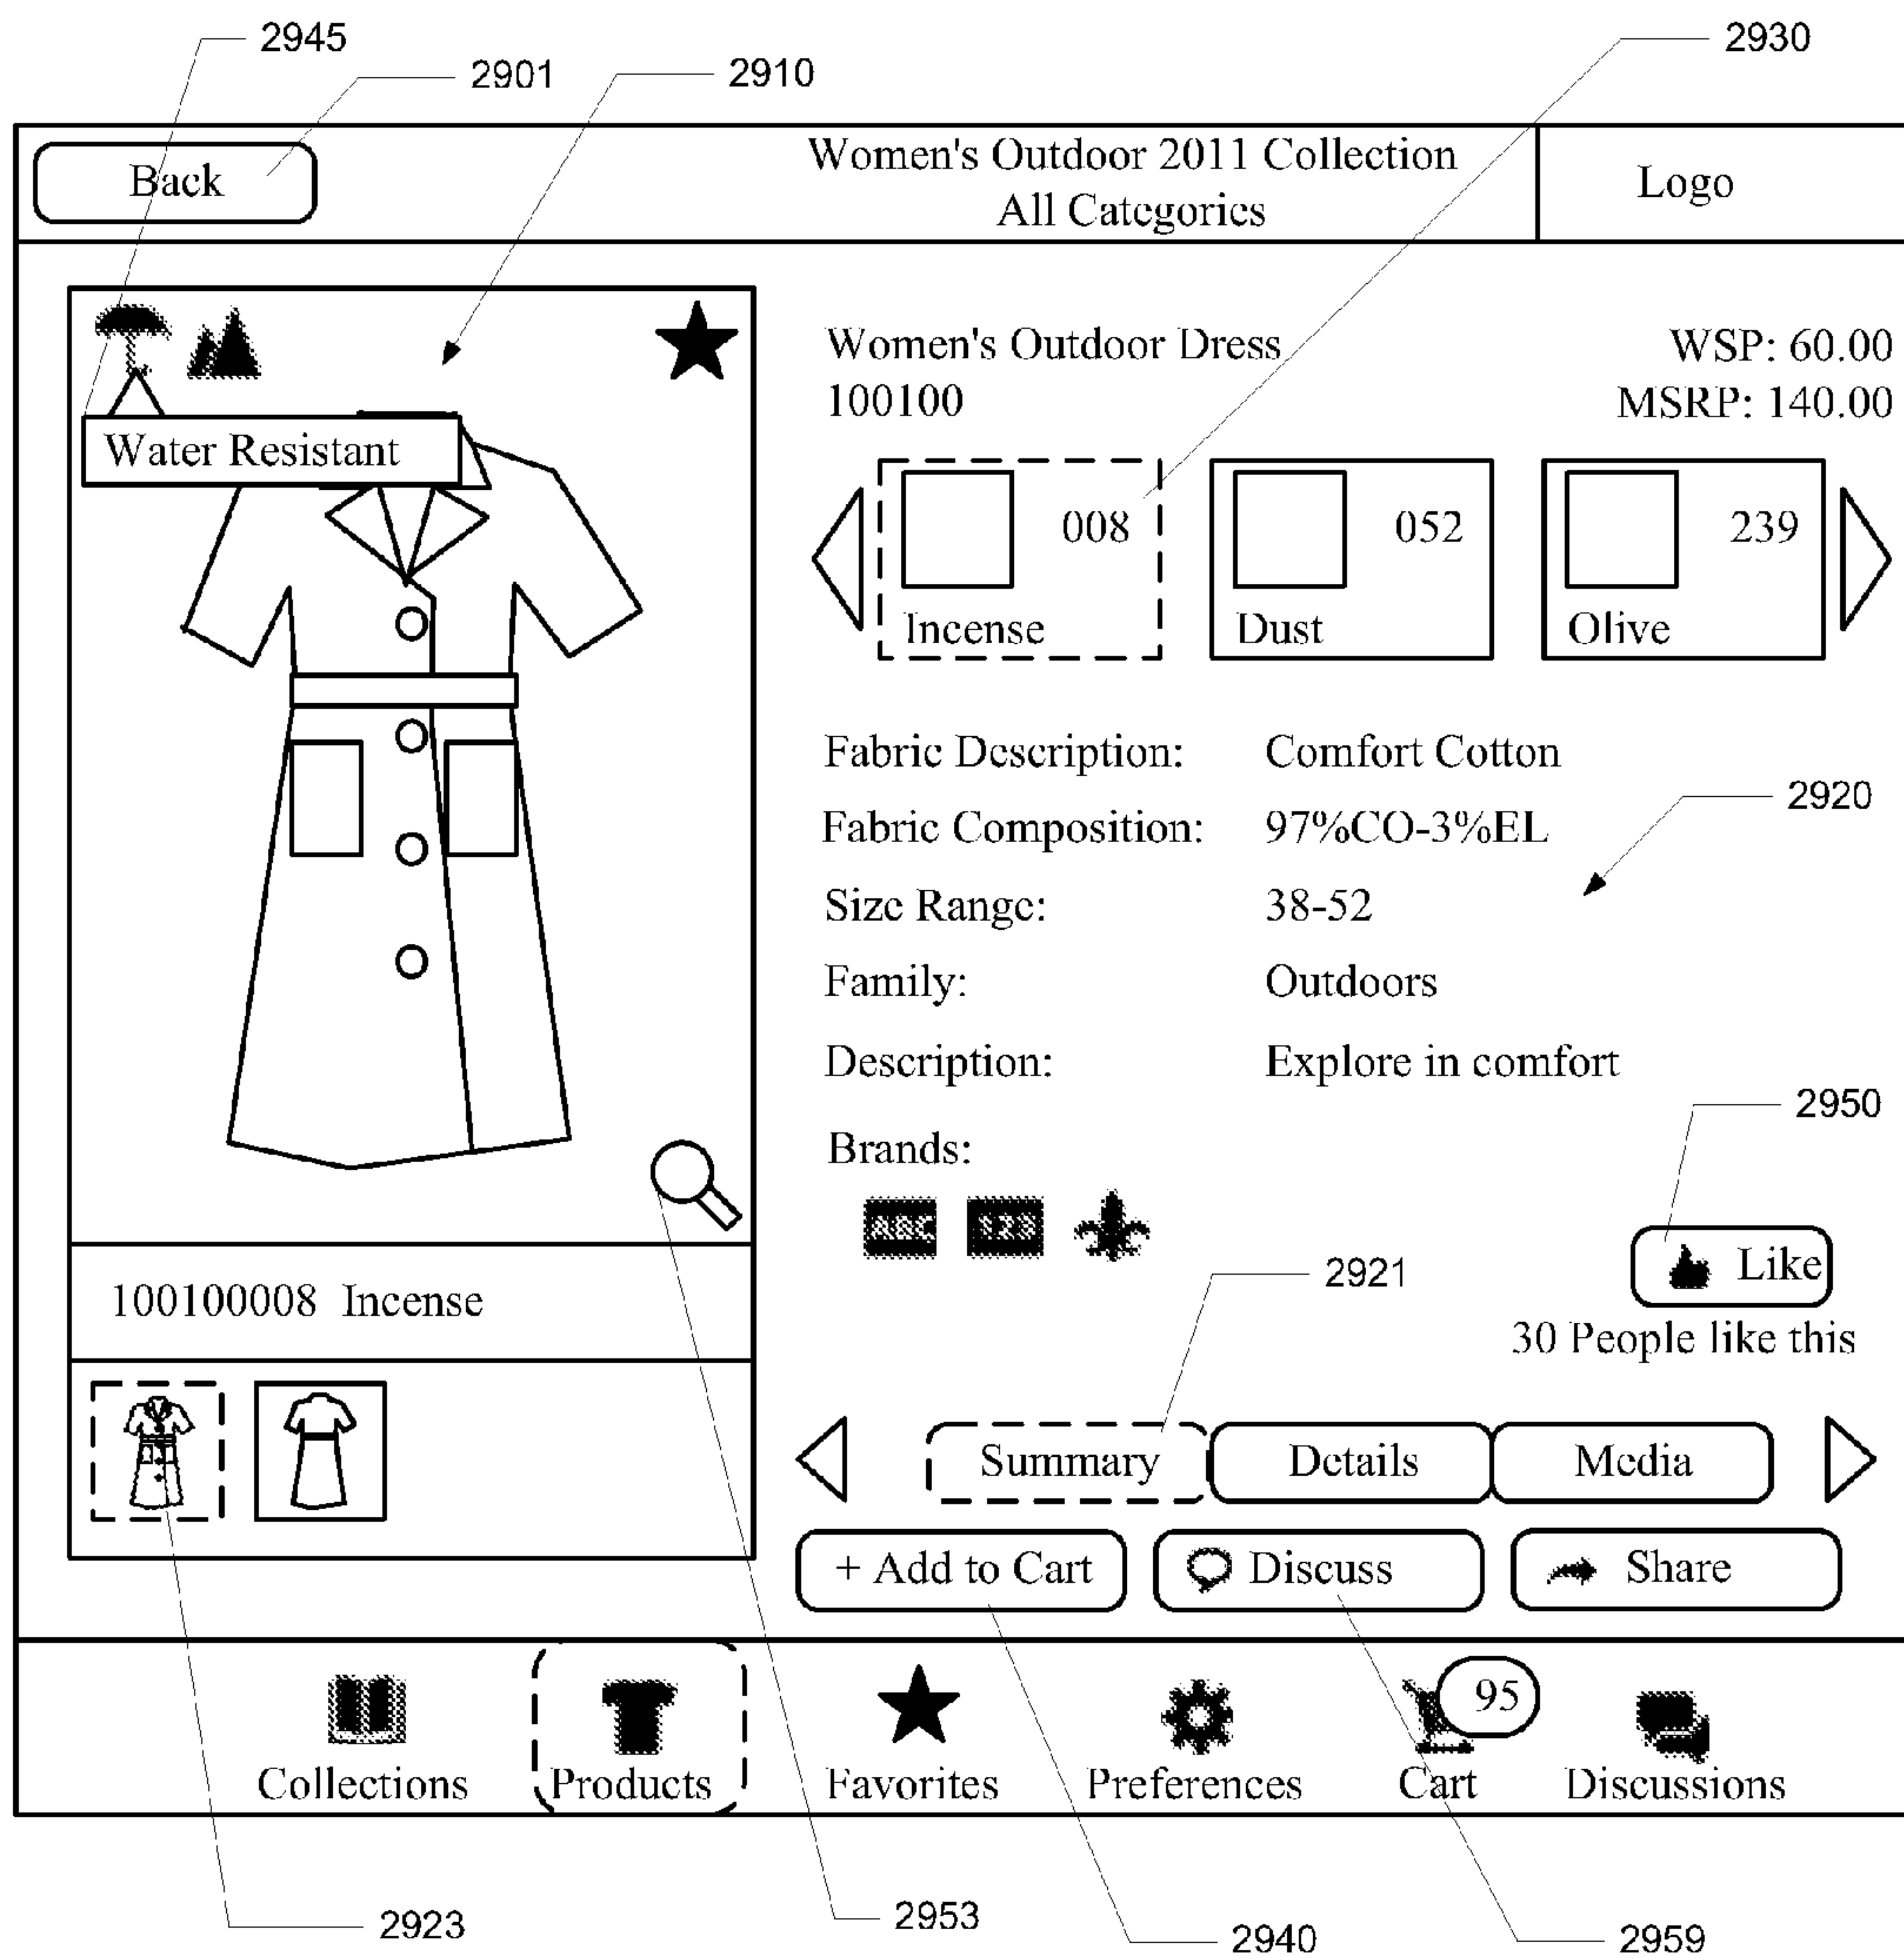 2945
2901
2910
2930
Back
Women's Outdoor 2011 Collection
All Categories
Logo
Water Resistant
Women's Outdoor Dress
100100
WSP: 60.00
MSRP: 140.00
008
Incense
052
Dust
239
Olive
Fabric Description: Comfort Cotton
2920
Fabric Composition: 97%CO-3%EL
Size Range: 38-52
Family: Outdoors
Description: Explore in comfort
2950
Brands:
2921
Like
30 People like this
100100008 Incense
Summary
Details
Media
+ Add to Cart
Discuss
Share
95
Collections
Products
Favorites
Preferences
Cart
Discussions
2923
2953
2940
2959